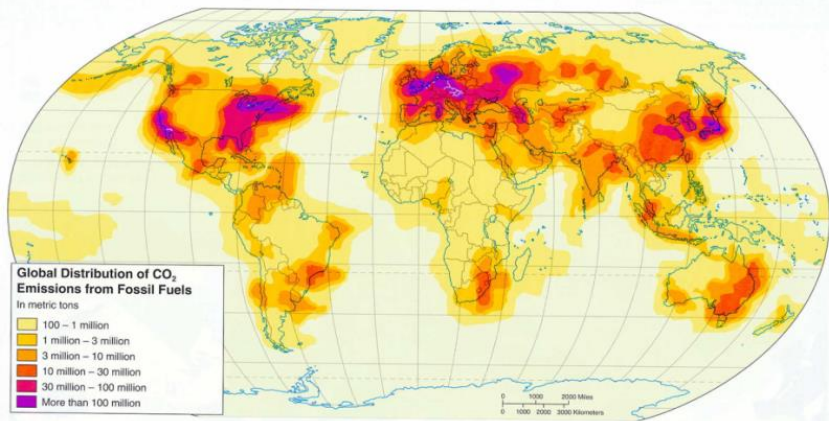 Global Distribution of CO₂
Emissions from Fossil Fuels
In metric tons
100 – 1 million
1 million – 3 million
3 million – 10 million
10 million – 30 million
30 million – 100 million
More than 100 million
0 1000 2000 Miles
0 1000 2000 3000 Kilometers